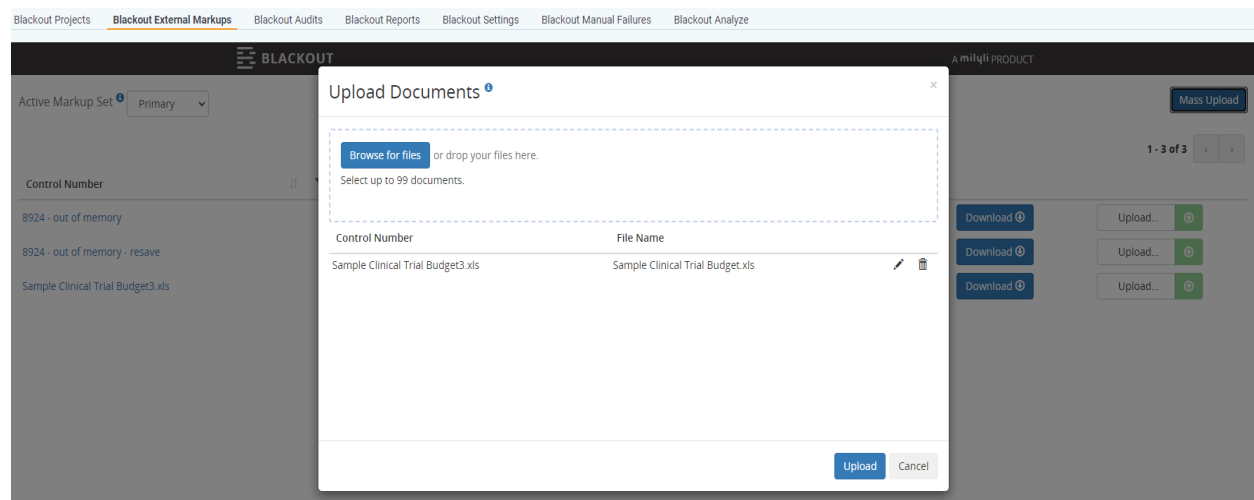 Blackout Projects Blackout External Markups Blackout Audits Blackout Reports Blackout Settings Blackout Manual Failures Blackout Analyze
BLACKOUT
A milyli PRODUCT
Active Markup Set Primary
Mass Upload
1 - 3 of 3
Control Number
8924 - out of memory
Download
Upload...
8924 - out of memory - resave
Download
Upload...
Sample Clinical Trial Budget3.xls
Download
Upload...
Upload Documents
×
Browse for files or drop your files here.
Select up to 99 documents.
Control Number File Name
Sample Clinical Trial Budget3.xls Sample Clinical Trial Budget.xls
Upload Cancel